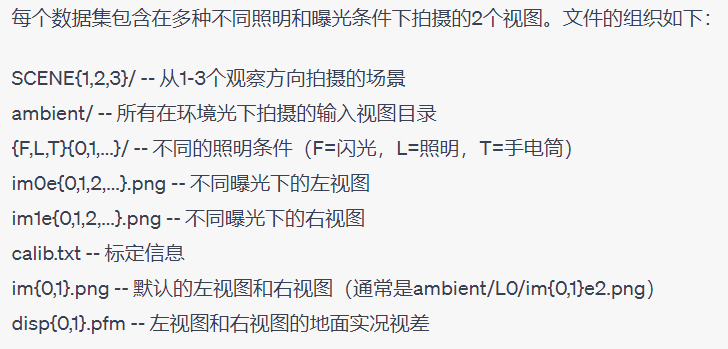 每个数据集包含在多种不同照明和曝光条件下拍摄的2个视图。文件的组织如下：
SCENE{1,2,3}/ -- 从1-3个观察方向拍摄的场景
ambient/ -- 所有在环境光下拍摄的输入视图目录
{F,L,T}{0,1,...}/ -- 不同的照明条件（F=闪光，L=照明，T=手电筒）
im0e{0,1,2,...}.png -- 不同曝光下的左视图
im1e{0,1,2,...}.png -- 不同曝光下的右视图
calib.txt -- 标定信息
im{0,1}.png -- 默认的左视图和右视图（通常是ambient/L0/im{0,1}e2.png）
disp{0,1}.pfm -- 左视图和右视图的地面实况视差